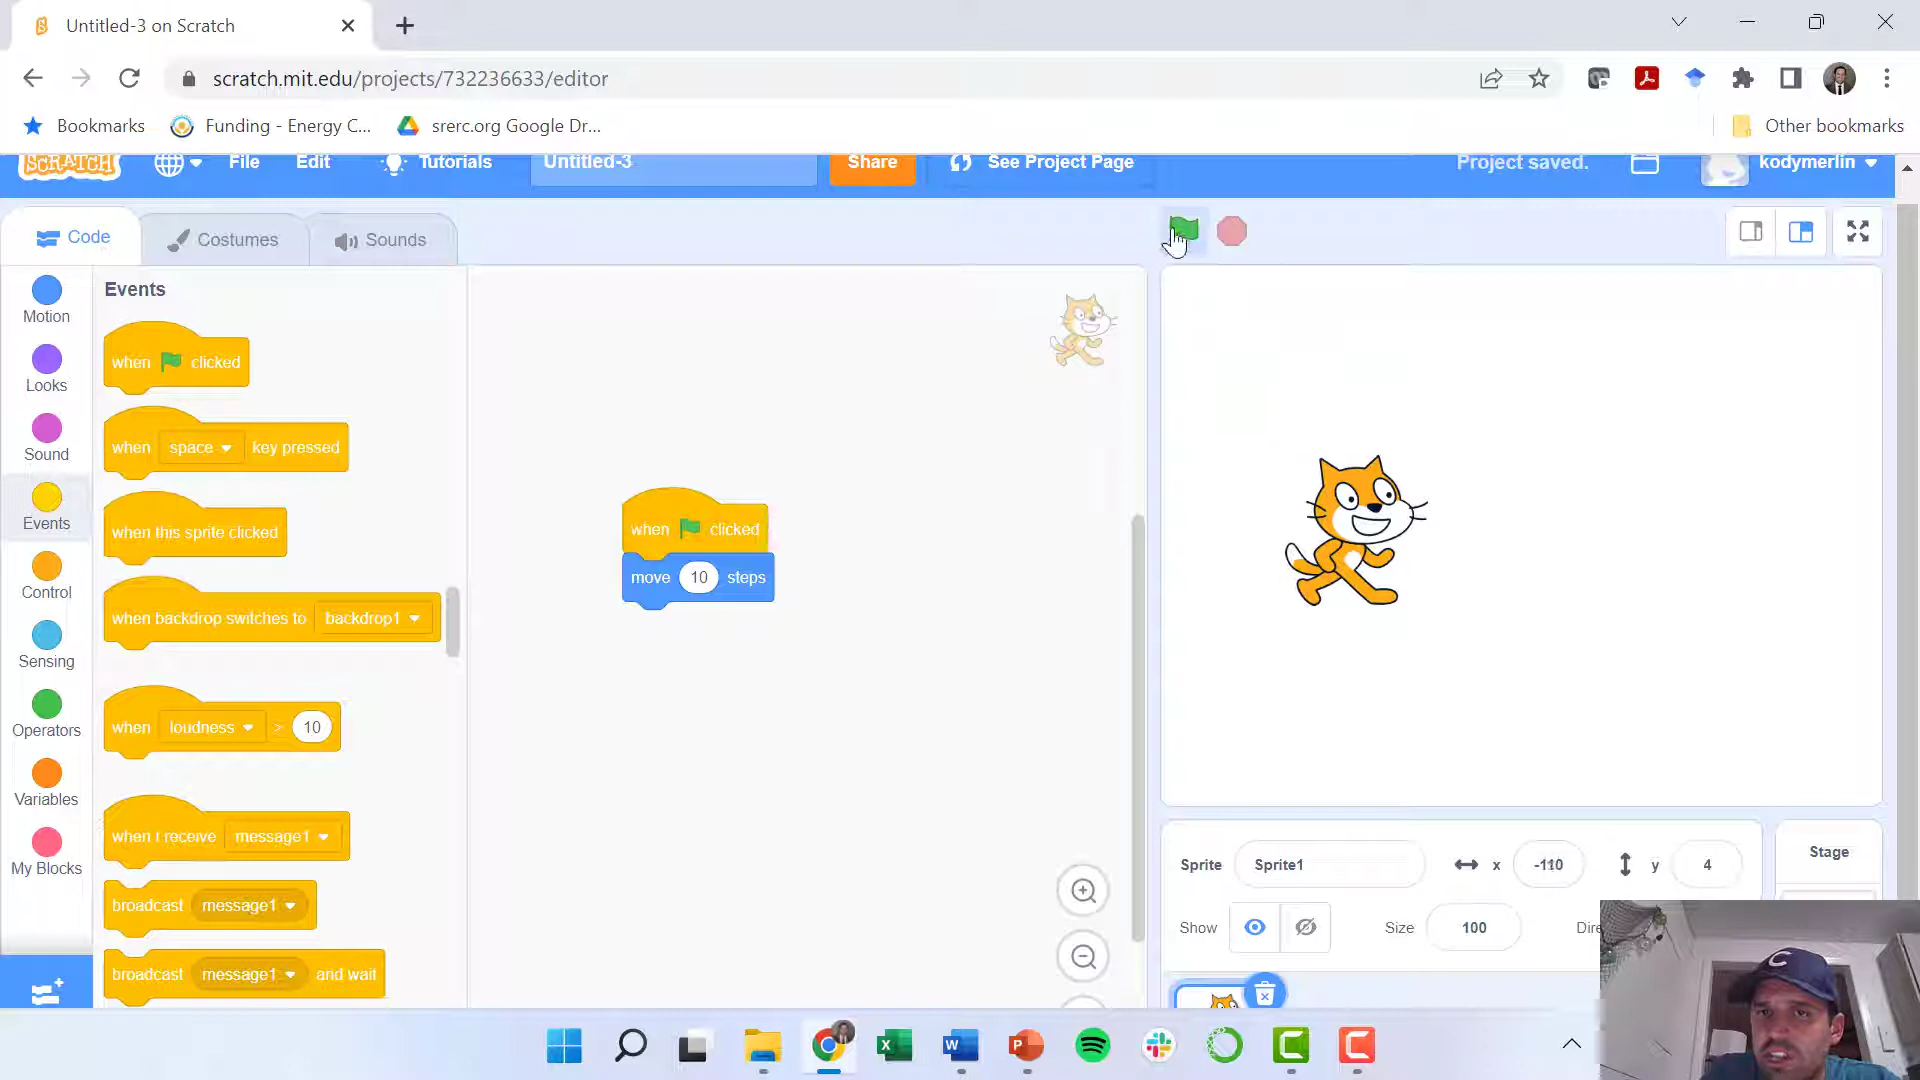 Untitled-3 on Scratch
scratch.mit.edu/projects/732236633/editor
Bookmarks
Funding - Energy C...
srerc.org Google Dr...
Other bookmarks
SCRATCH
File
Edit
Tutorials
Untitled-3
Share
See Project Page
Project saved.
kodymerlin
Code
Costumes
Sounds
Motion
Looks
Sound
Events
Control
Sensing
Operators
Variables
My Blocks
Events
when clicked
when space key pressed
when this sprite clicked
when backdrop switches to backdrop1
when loudness > 10
when I receive message1
broadcast message1
broadcast message1 and wait
when clicked
move 10 steps
Sprite Sprite1 x -110 y 4
Show Size 100 Dire
Stage